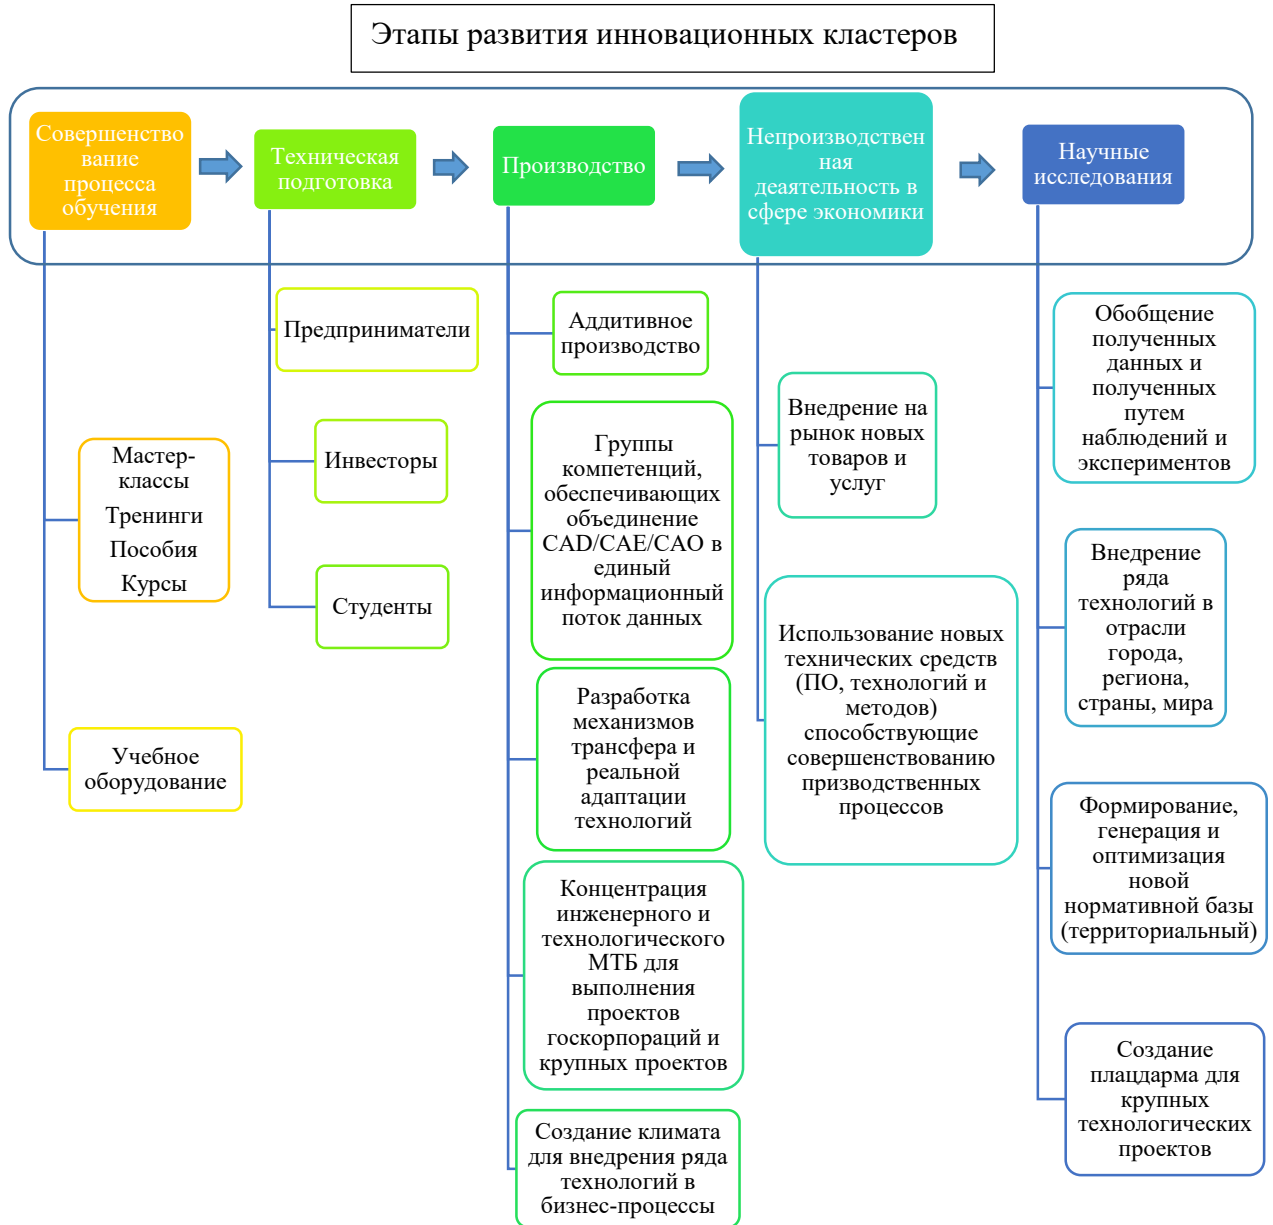 Этапы развития инновационных кластеров
Совершенство
вание
процесса
обучения
Техническая
подготовка
Производство
Непроизводствен
ная
деаятельность в
сфере экономики
Научные
исследования
Мастер-
классы
Тренинги
Пособия
Курсы
Учебное
оборудование
Предприниматели
Инвесторы
Студенты
Аддитивное
производство
Группы
компетенций,
обеспечивающих
объединение
CAD/CAE/CAO в
единый
информационный
поток данных
Разработка
механизмов
трансфера и
реальной
адаптации
технологий
Концентрация
инженерного и
технологического
МТБ для
выполнения
проектов
госкорпораций и
крупных проектов
Создание климата
для внедрения ряда
технологий в
бизнес-процессы
Внедрение на
рынок новых
товаров и
услуг
Использование новых
технических средств
(ПО, технологий и
методов)
способствующие
совершенствованию
призводственных
процессов
Обобщение
полученных
данных и
полученных
путем
наблюдений и
экспериментов
Внедрение
ряда
технологий в
отрасли
города,
региона,
страны, мира
Формирование,
генерация и
оптимизация
новой
нормативной базы
(территориальный)
Создание
плацдарма для
крупных
технологических
проектов